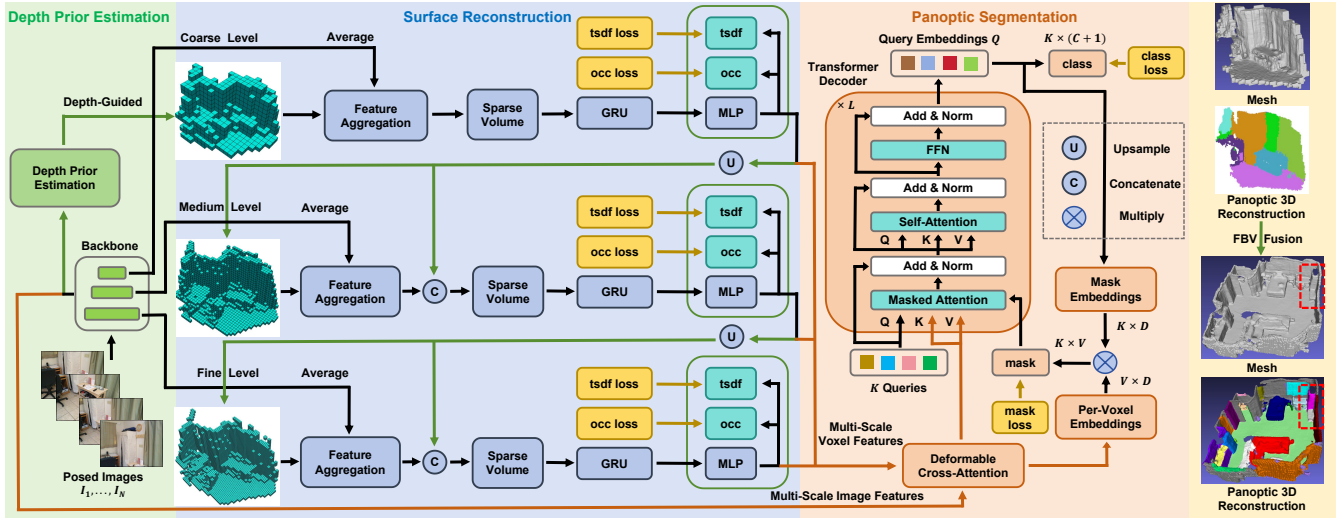 Depth Prior Estimation
Surface Reconstruction
Panoptic Segmentation
Coarse Level
Average
Depth-Guided
Depth Prior
Estimation
Feature
Aggregation
Sparse
Volume
tsdf loss
occ loss
GRU
tsdf
occ
MLP
U
Medium Level
Average
Backbone
Feature
Aggregation
C
Sparse
Volume
tsdf loss
occ loss
GRU
tsdf
occ
MLP
U
Fine Level
Average
Posed Images
I₁, . . . , I_N
Feature
Aggregation
C
Sparse
Volume
tsdf loss
occ loss
GRU
tsdf
occ
MLP
Multi-Scale
Voxel Features
Multi-Scale Image Features
Deformable
Cross-Attention
Query Embeddings Q
Transformer
Decoder
× L
Add & Norm
FFN
Add & Norm
Self-Attention
Q K V
Add & Norm
Masked Attention
Q K V
K Queries
K × (C + 1)
class
class
loss
U
Upsample
C
Concatenate
Multiply
Mask
Embeddings
K × D
K × V
mask
V × D
mask
loss
Per-Voxel
Embeddings
Mesh
Panoptic 3D
Reconstruction
FBV Fusion
Mesh
Panoptic 3D
Reconstruction